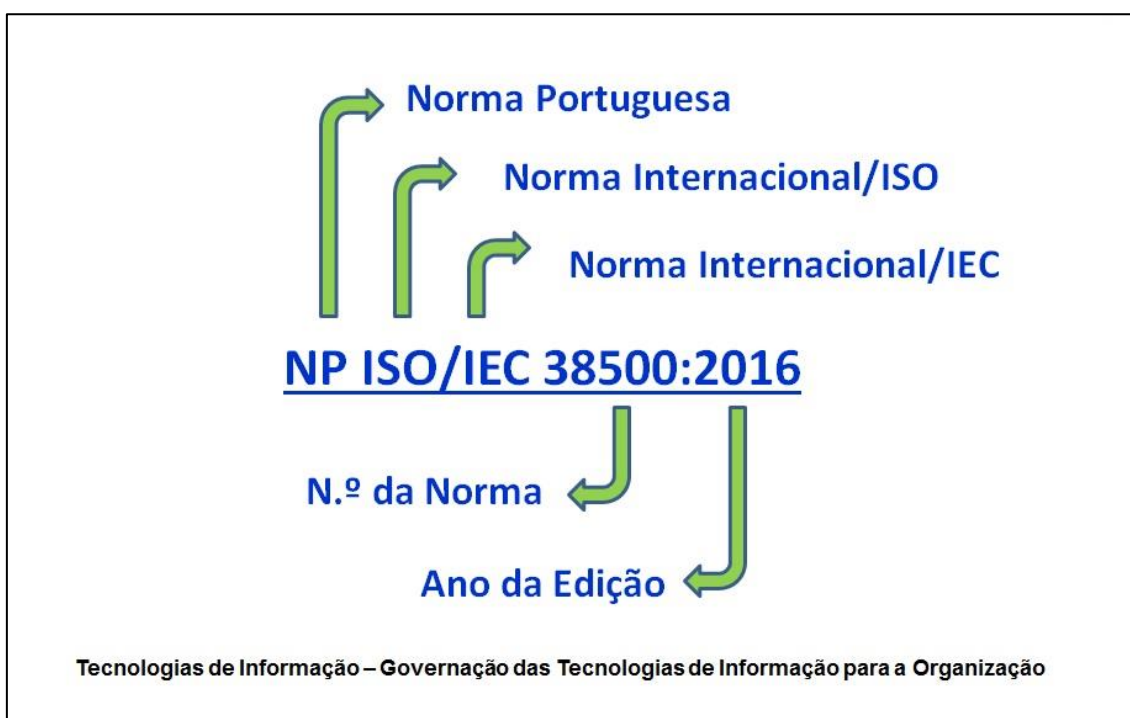 Norma Portuguesa
Norma Internacional/ISO
Norma Internacional/IEC
NP ISO/IEC 38500:2016
N.º da Norma
Ano da Edição
Tecnologias de Informação – Governação das Tecnologias de Informação para a Organização